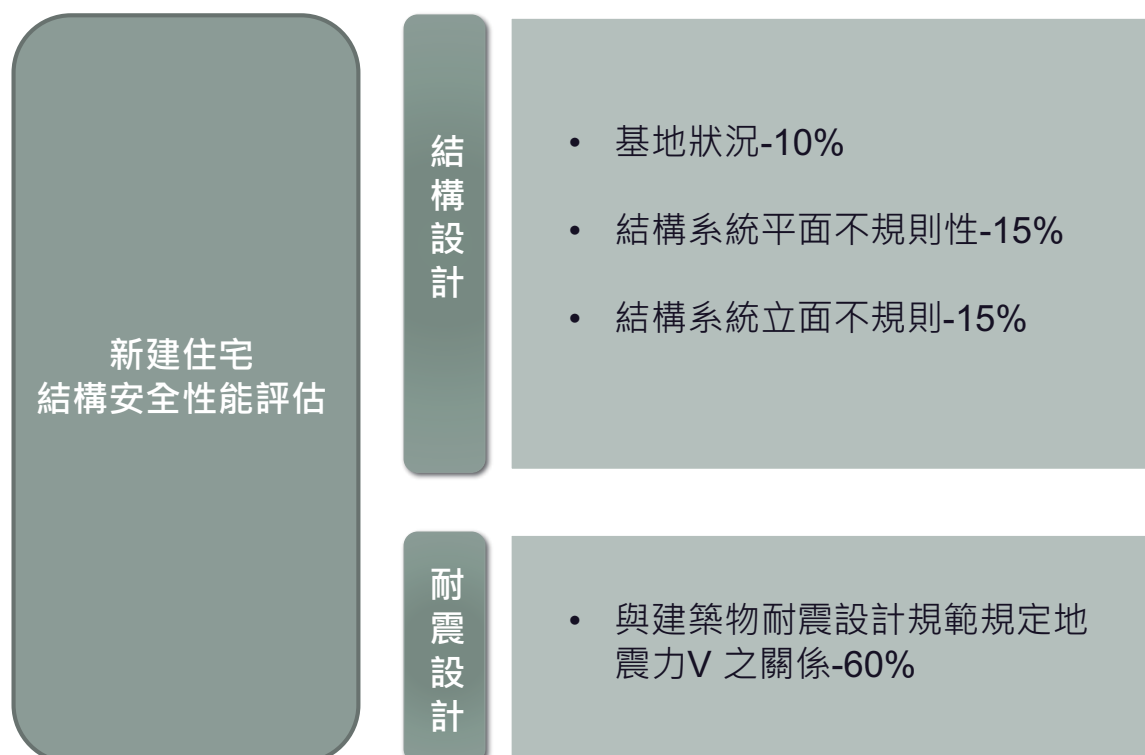 新建住宅
結構安全性能評估
結構設計
• 基地狀況-10%
• 結構系統平面不規則性-15%
• 結構系統立面不規則-15%
耐震設計
• 與建築物耐震設計規範規定地
震力V 之關係-60%